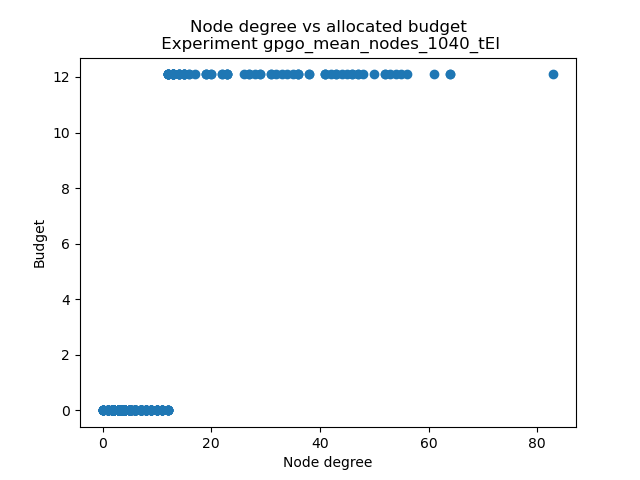 Node degree vs allocated budget
Experiment gpgo_mean_nodes_1040_tEI
12
10
8
6
4
2
0
Budget
0 20 40 60 80
Node degree